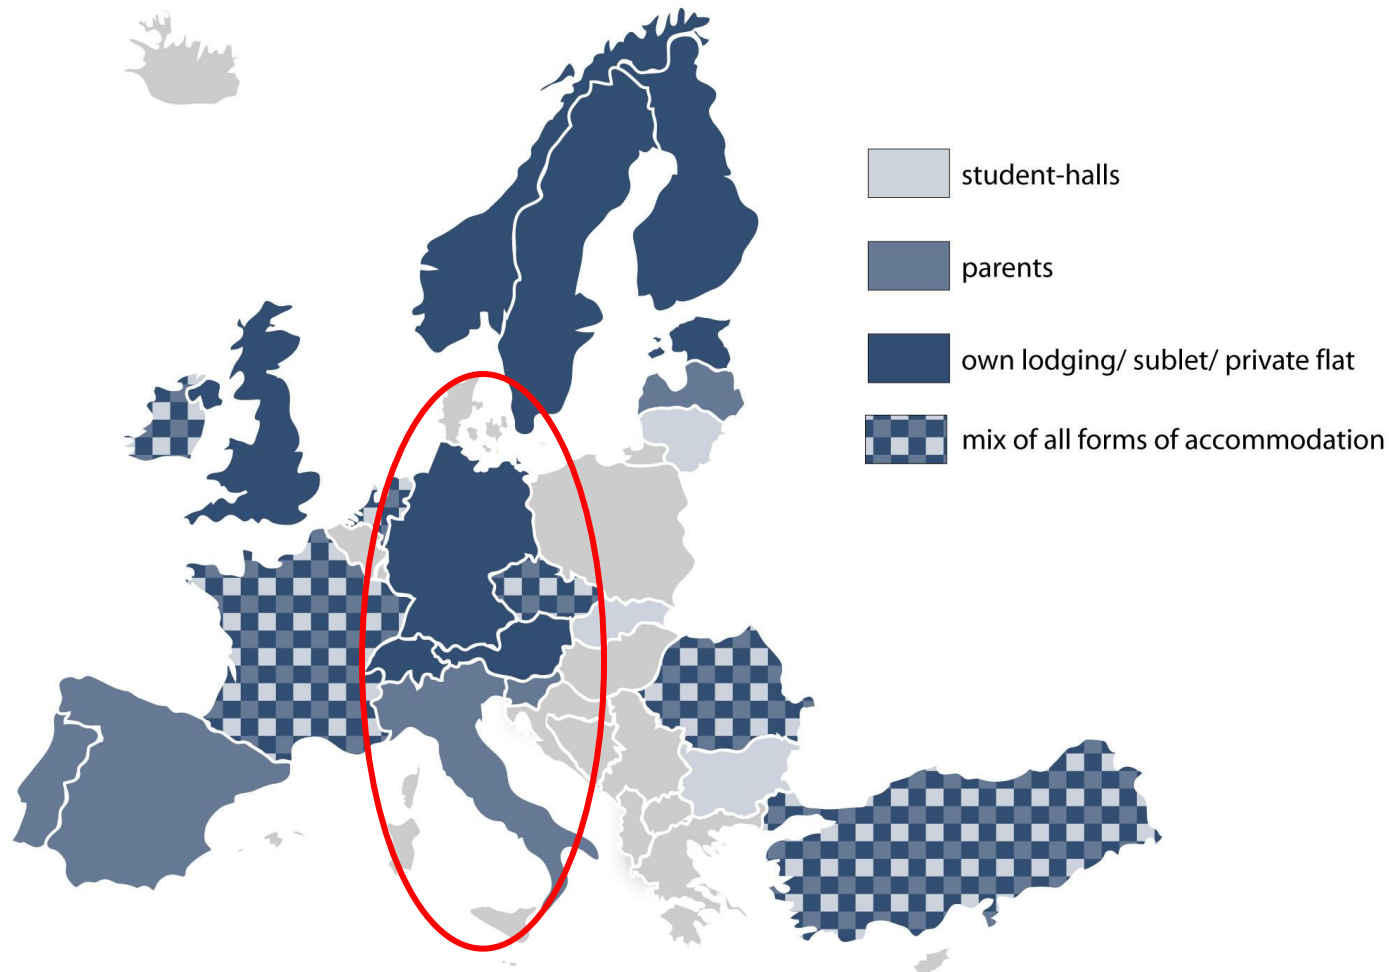 student-halls
parents
own lodging/ sublet/ private flat
mix of all forms of accommodation